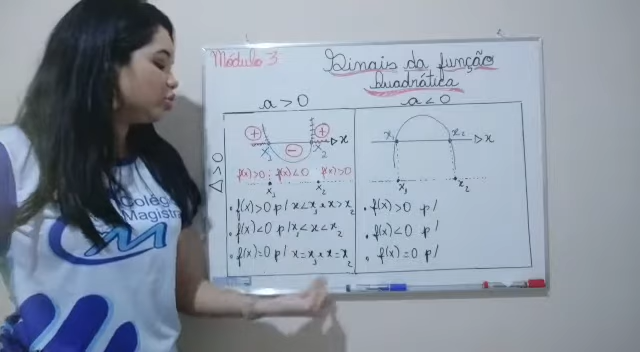 Módulo 3
Sinais da função
Quadrática
a > 0
a < 0
+ +
x
x₁ − x₂
x₁ x₂ x
Δ > 0
f(x)>0 f(x)<0 f(x)>0
x₁ x₂
x₁ x₂
• f(x)>0 p/ x<x₁ ∨ x>x₂
• f(x)<0 p/ x₁<x<x₂
• f(x)=0 p/ x=x₁ ∨ x=x₂
• f(x)>0 p/
• f(x)<0 p/
• f(x)=0 p/
Colég
Magistra